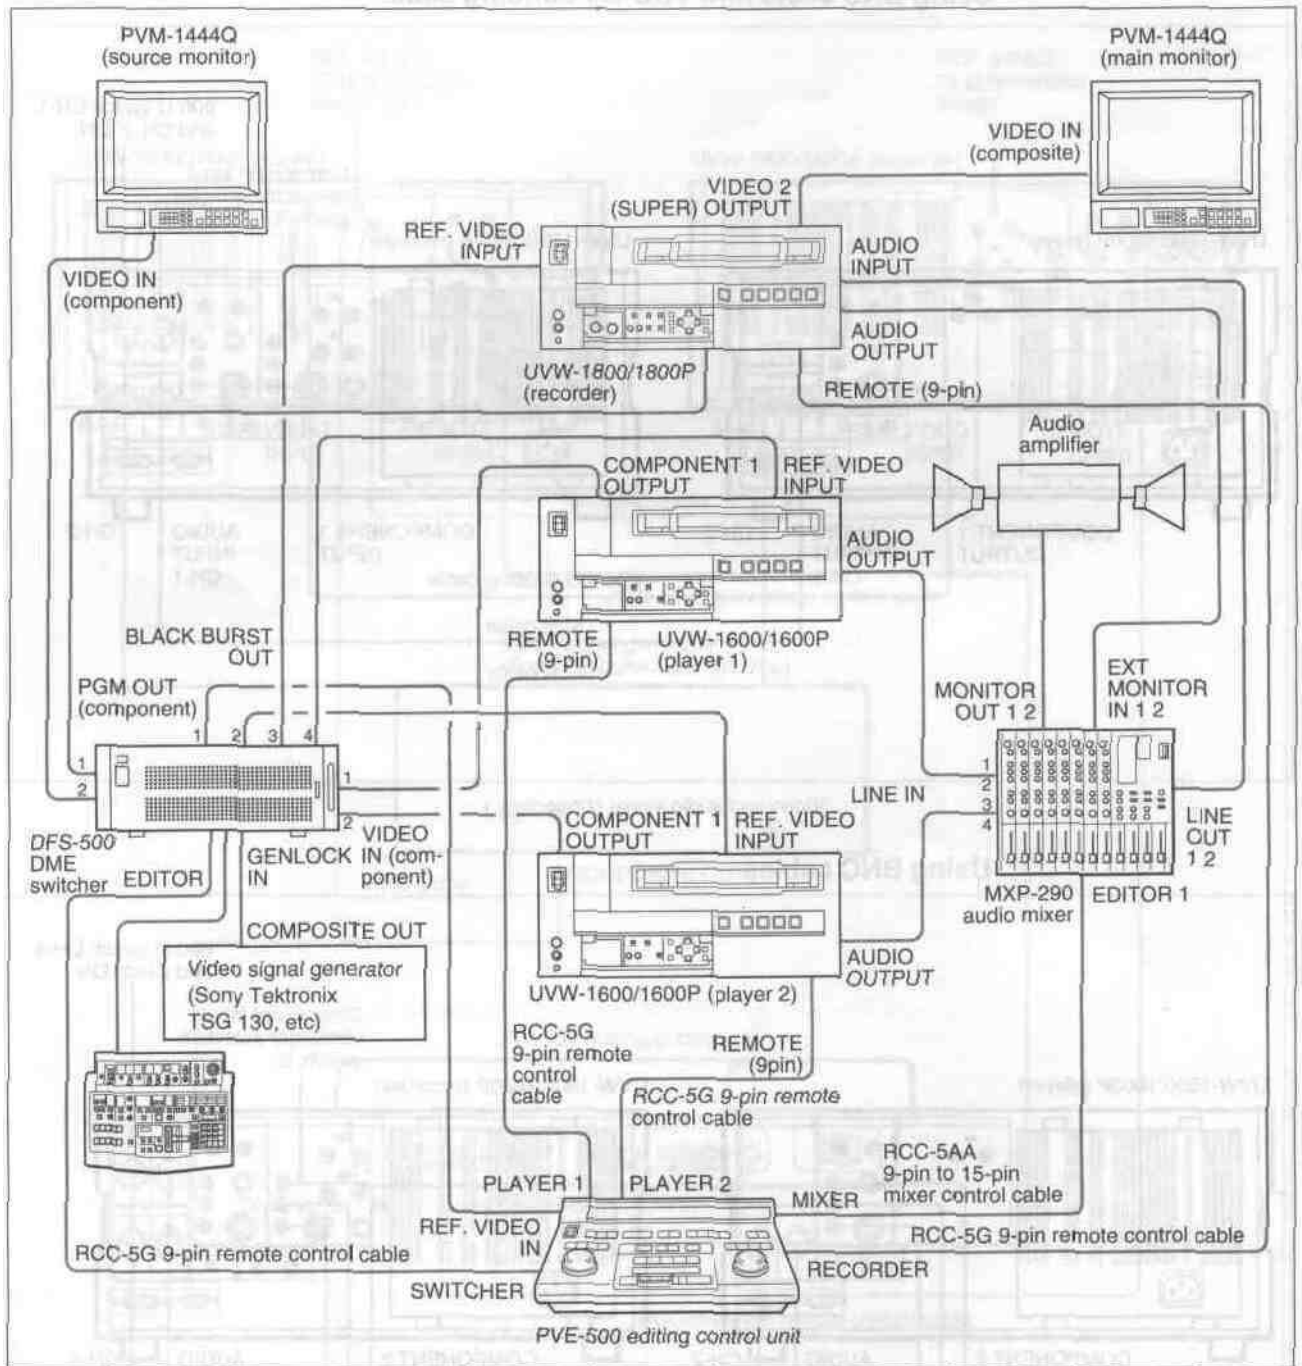 PVM-1444Q
(source monitor)
PVM-1444Q
(main monitor)
VIDEO IN
(composite)
VIDEO 2
(SUPER) OUTPUT
REF. VIDEO
INPUT
AUDIO
INPUT
VIDEO IN
(component)
AUDIO
OUTPUT
UVW-1800/1800P
(recorder)
REMOTE (9-pin)
Audio
amplifier
COMPONENT 1
OUTPUT
REF. VIDEO
INPUT
AUDIO
OUTPUT
BLACK BURST
OUT
REMOTE
(9-pin)
UVW-1600/1600P
(player 1)
PGM OUT
(component)
MONITOR
OUT 1 2
EXT
MONITOR
IN 1 2
1
2
3
4
1
2
1
2
1
2
3
4
LINE IN
LINE
OUT
1 2
DFS-500
DME
switcher
EDITOR
GENLOCK
IN
VIDEO
IN (com-
ponent)
COMPONENT 1
OUTPUT
REF. VIDEO
INPUT
MXP-290
audio mixer
EDITOR 1
COMPOSITE OUT
Video signal generator
(Sony Tektronix
TSG 130, etc)
AUDIO
OUTPUT
UVW-1600/1600P (player 2)
RCC-5G
9-pin remote
control
cable
REMOTE
(9pin)
RCC-5G 9-pin remote
control cable
RCC-5AA
9-pin to 15-pin
mixer control cable
PLAYER 1
PLAYER 2
MIXER
REF. VIDEO
IN
RCC-5G 9-pin remote control cable
RCC-5G 9-pin remote control cable
RECORDER
SWITCHER
PVE-500 editing control unit